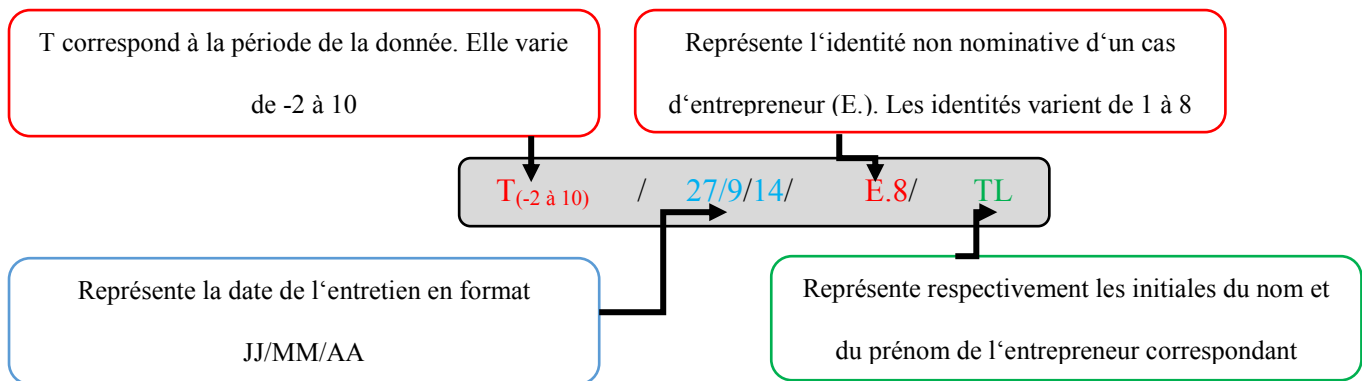 T correspond à la période de la donnée. Elle varie
de -2 à 10
Représente l‘identité non nominative d‘un cas
d‘entrepreneur (E.). Les identités varient de 1 à 8
T(-2 à 10) / 27/9/14/ E.8/ TL
Représente la date de l‘entretien en format
JJ/MM/AA
Représente respectivement les initiales du nom et
du prénom de l‘entrepreneur correspondant